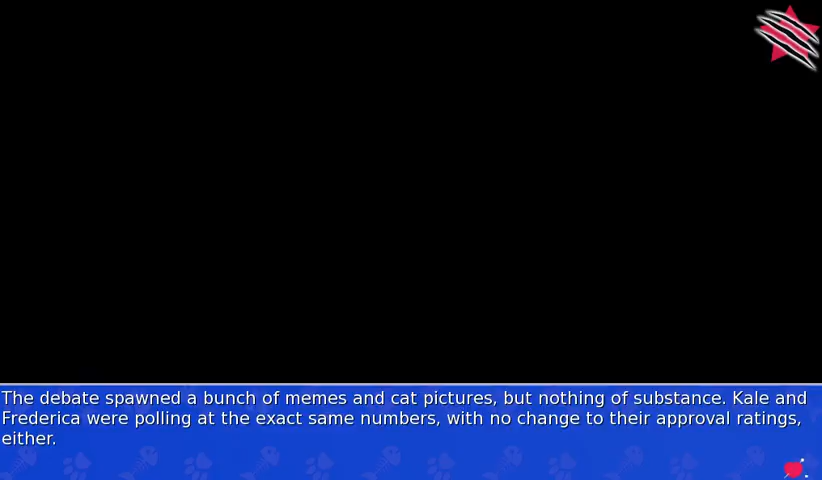 The debate spawned a bunch of memes and cat pictures, but nothing of substance. Kale and
Frederica were polling at the exact same numbers, with no change to their approval ratings,
either.